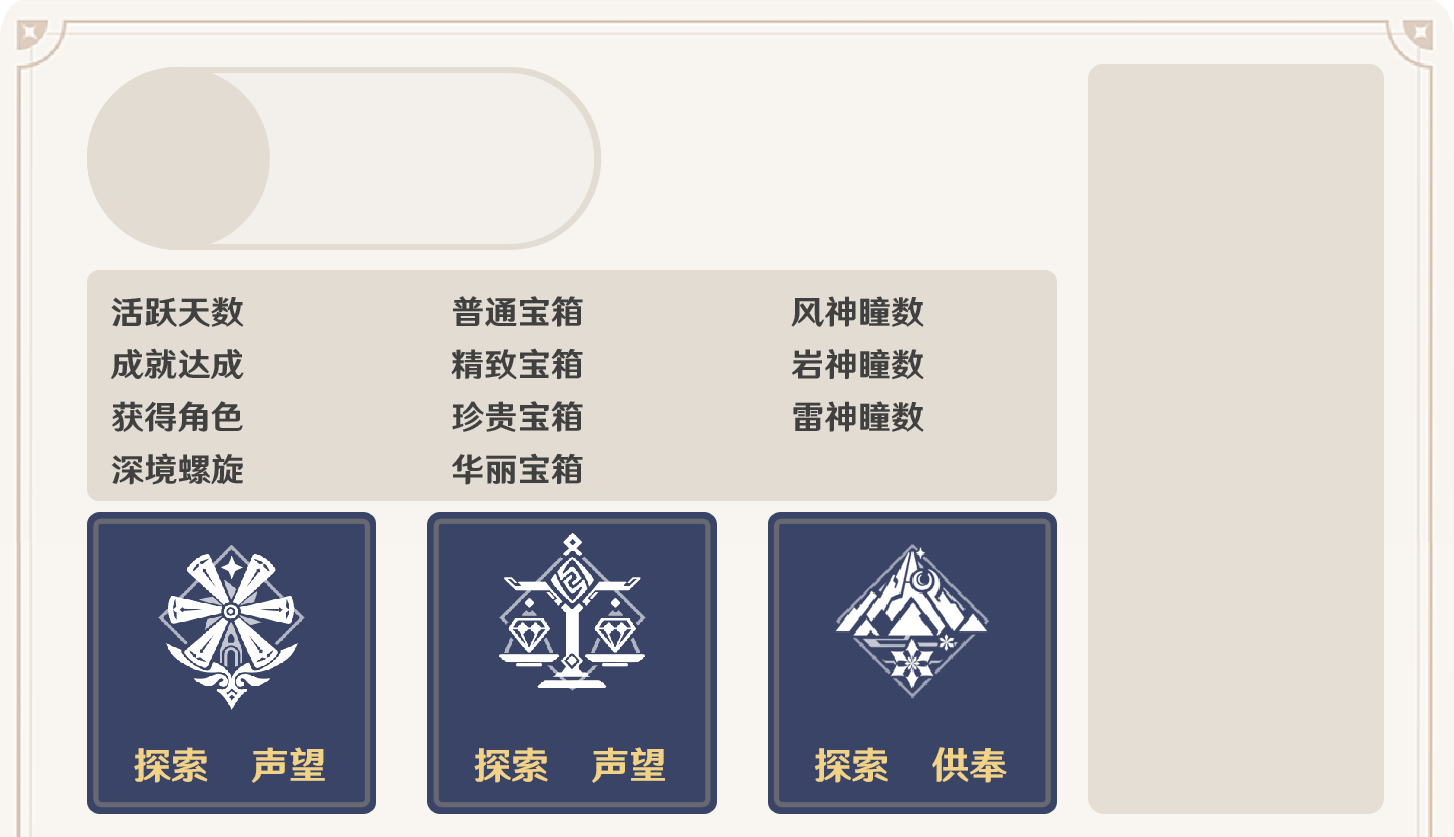 活跃天数 普通宝箱 风神瞳数
成就达成 精致宝箱 岩神瞳数
获得角色 珍贵宝箱 雷神瞳数
深境螺旋 华丽宝箱
探索 声望 探索 声望 探索 供奉